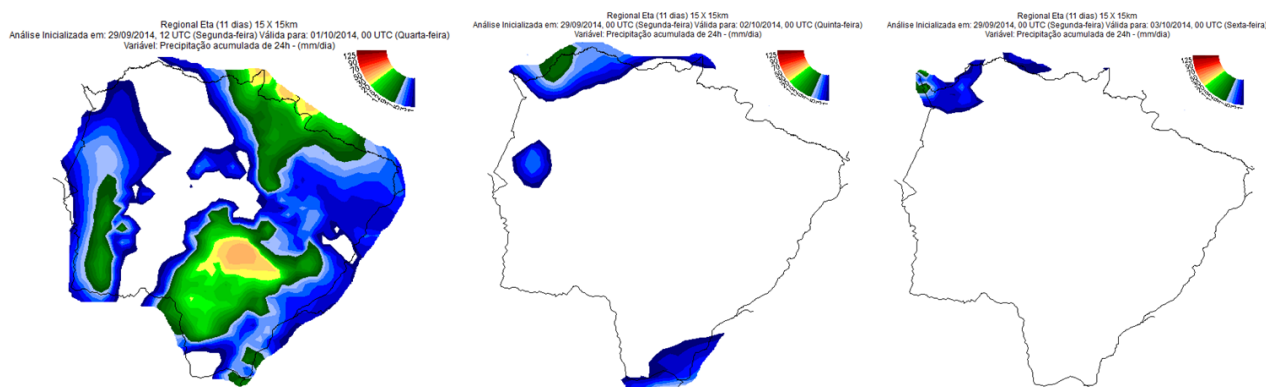 Regional Eta (11 dias) 15 X 15km
Análise Inicializada em: 29/09/2014, 12 UTC (Segunda-feira) Válida para: 01/10/2014, 00 UTC (Quarta-feira)
Variável: Precipitação acumulada de 24h - (mm/dia)
Regional Eta (11 dias) 15 X 15km
Análise Inicializada em: 29/09/2014, 00 UTC (Segunda-feira) Válida para: 02/10/2014, 00 UTC (Quinta-feira)
Variável: Precipitação acumulada de 24h - (mm/dia)
Regional Eta (11 dias) 15 X 15km
Análise Inicializada em: 29/09/2014, 00 UTC (Segunda-feira) Válida para: 03/10/2014, 00 UTC (Sexta-feira)
Variável: Precipitação acumulada de 24h - (mm/dia)